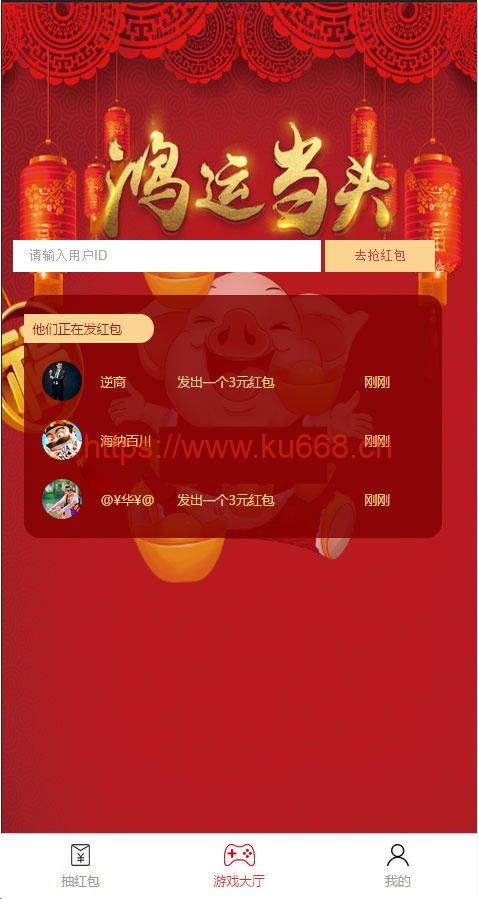 鸿运当头
请输入用户ID
去抢红包
他们正在发红包
逆商 发出一个3元红包 刚刚
海纳百川 刚刚
https://www.ku668.cn
@¥华¥@ 发出一个3元红包 刚刚
抽红包 游戏大厅 我的